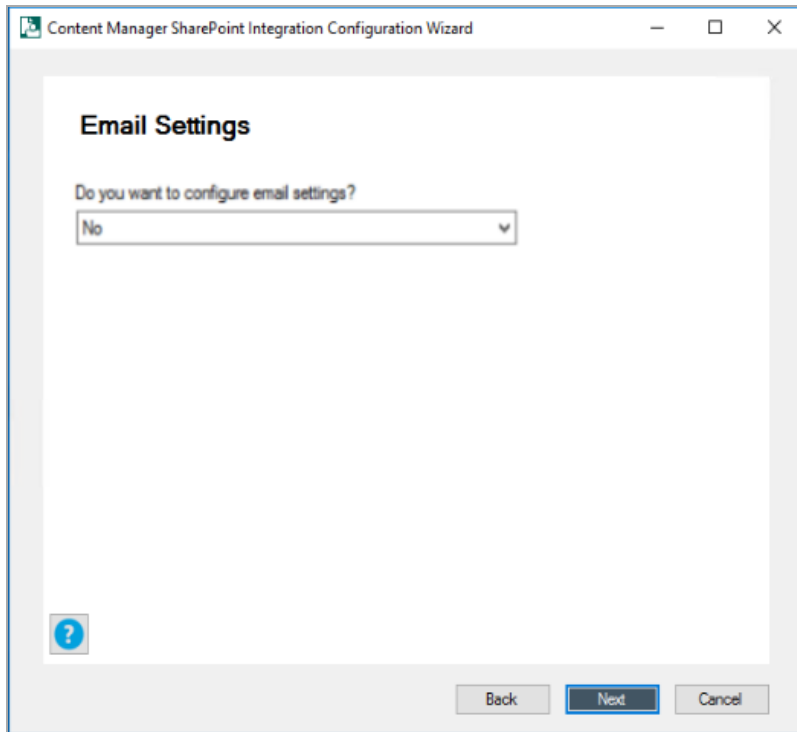 Content Manager SharePoint Integration Configuration Wizard
Email Settings
Do you want to configure email settings?
No
?
Back
Next
Cancel